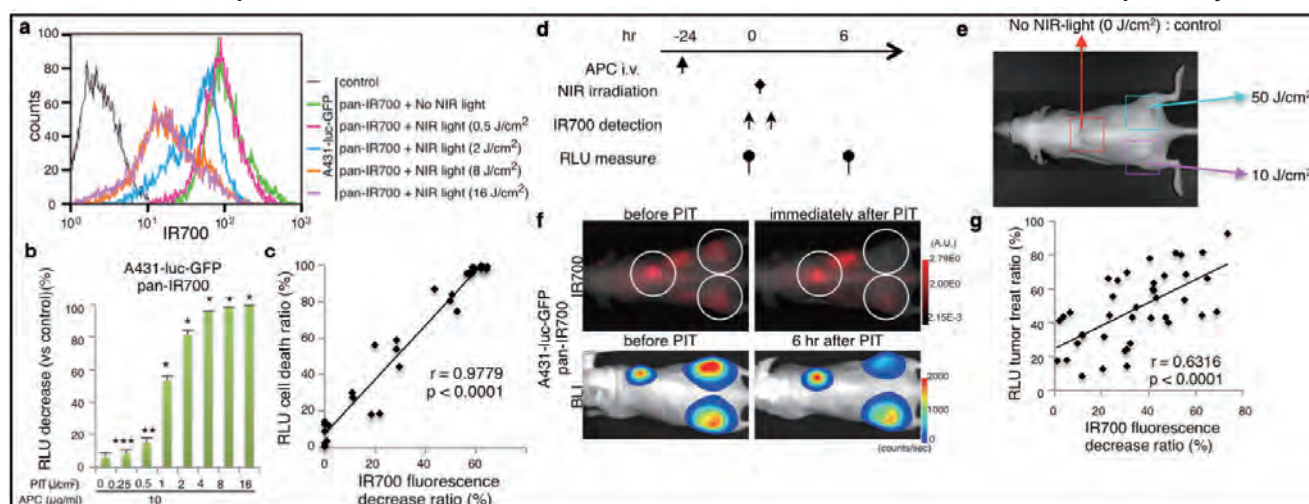 a
100
80
60
40
20
0
counts
10⁰
10¹
10²
10³
IR700
A431-luc-GFP
control
pan-IR700 + No NIR light
pan-IR700 + NIR light (0.5 J/cm²)
pan-IR700 + NIR light (2 J/cm²)
pan-IR700 + NIR light (8 J/cm²)
pan-IR700 + NIR light (16 J/cm²)
b
A431-luc-GFP
pan-IR700
RLU decrease (vs control)(%)
100
80
60
40
20
0
*** ** * * * * *
PIT(J/cm²) 0 0.25 0.5 1 2 4 8 16
APC (μg/ml) 10
c
RLU cell death ratio (%)
100
80
60
40
20
0
r = 0.9779
p < 0.0001
0 20 40 60 80
IR700 fluorescence
decrease ratio (%)
d
hr -24 0 6
APC i.v.
NIR irradiation
IR700 detection
RLU measure
e
No NIR-light (0 J/cm²) : control
50 J/cm²
10 J/cm²
f
before PIT immediately after PIT
A431-luc-GFP
pan-IR700
IR700
(A.U.)
2.79E0
2.00E0
2.15E-3
before PIT 6 hr after PIT
BLI
2000
1000
0
(counts/sec)
g
RLU tumor treat ratio (%)
100
80
60
40
20
0
r = 0.6316
p < 0.0001
0 20 40 60 80
IR700 fluorescence
decrease ratio (%)